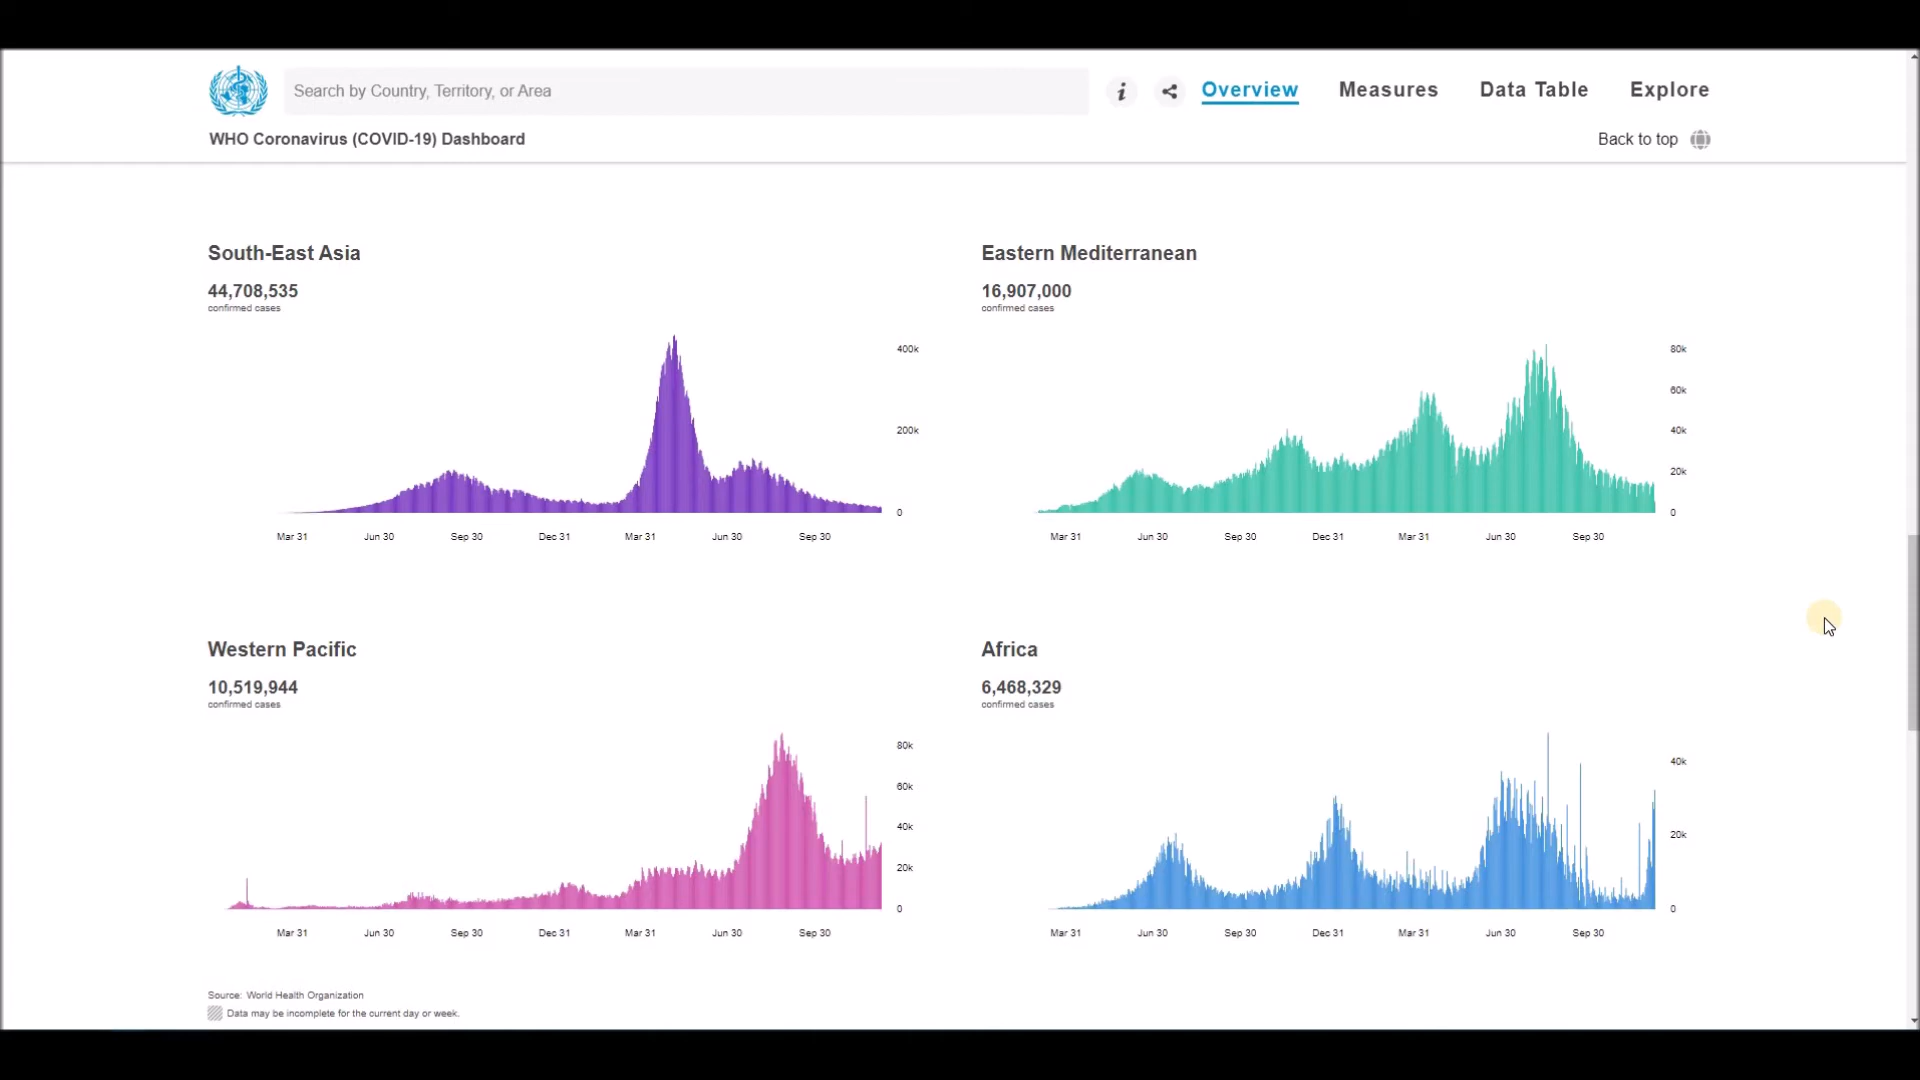 Search by Country, Territory, or Area
i
Overview
Measures
Data Table
Explore
WHO Coronavirus (COVID-19) Dashboard
Back to top
South-East Asia
44,708,535
confirmed cases
400k
200k
0
Mar 31 Jun 30 Sep 30 Dec 31 Mar 31 Jun 30 Sep 30
Eastern Mediterranean
16,907,000
confirmed cases
80k
60k
40k
20k
0
Mar 31 Jun 30 Sep 30 Dec 31 Mar 31 Jun 30 Sep 30
Western Pacific
10,519,944
confirmed cases
80k
60k
40k
20k
0
Mar 31 Jun 30 Sep 30 Dec 31 Mar 31 Jun 30 Sep 30
Africa
6,468,329
confirmed cases
40k
20k
0
Mar 31 Jun 30 Sep 30 Dec 31 Mar 31 Jun 30 Sep 30
Source: World Health Organization
Data may be incomplete for the current day or week.